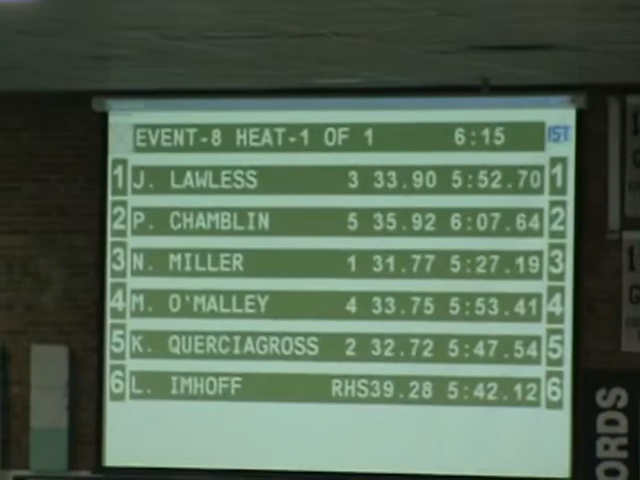 EVENT-8 HEAT-1 OF 1 6:15 IST
1 J. LAWLESS 3 33.90 5:52.70 1
2 P. CHAMBLIN 5 35.92 6:07.64 2
3 N. MILLER 1 31.77 5:27.19 3
4 M. O'MALLEY 4 33.75 5:53.41 4
5 K. QUERCIAGROSS 2 32.72 5:47.54 5
6 L. IMHOFF RHS39.28 5:42.12 6
ORDS